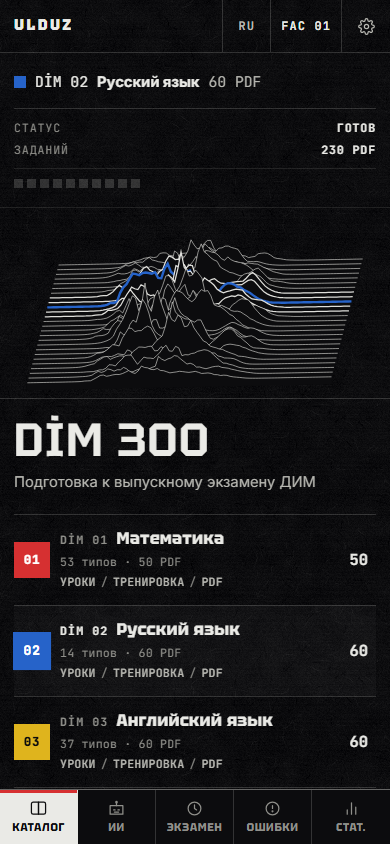 ULDUZ RU FAC 01
DİM 02 Русский язык 60 PDF
СТАТУС ГОТОВ
ЗАДАНИЙ 230 PDF
DİM 300
Подготовка к выпускному экзамену ДИМ
01 DİM 01 Математика
53 типов · 50 PDF 50
УРОКИ / ТРЕНИРОВКА / PDF
02 DİM 02 Русский язык
14 типов · 60 PDF 60
УРОКИ / ТРЕНИРОВКА / PDF
03 DİM 03 Английский язык
37 типов · 60 PDF 60
УРОКИ / ТРЕНИРОВКА / PDF
КАТАЛОГ ИИ ЭКЗАМЕН ОШИБКИ СТАТ.